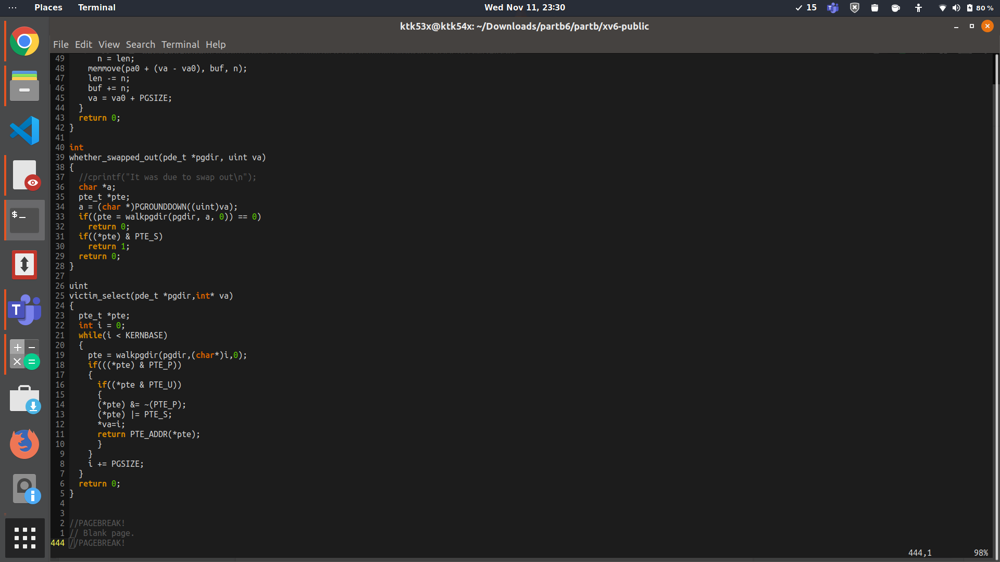 Places Terminal Wed Nov 11, 23:30 15 80 %
ktk53x@ktk54x: ~/Downloads/partb6/partb/xv6-public
File Edit View Search Terminal Help
49       n = len;
48     memmove(pa0 + (va - va0), buf, n);
47     len -= n;
46     buf += n;
45     va = va0 + PGSIZE;
44   }
43   return 0;
42 }
41
40 int
39 whether_swapped_out(pde_t *pgdir, uint va)
38 {
37   //cprintf("It was due to swap out\n");
36   char *a;
35   pte_t *pte;
34   a = (char *)PGROUNDDOWN((uint)va);
33   if((pte = walkpgdir(pgdir, a, 0)) == 0)
32     return 0;
31   if((*pte) & PTE_S)
30     return 1;
29   return 0;
28 }
27
26 uint
25 victim_select(pde_t *pgdir,int* va)
24 {
23   pte_t *pte;
22   int i = 0;
21   while(i < KERNBASE)
20   {
19     pte = walkpgdir(pgdir,(char*)i,0);
18     if(((*pte) & PTE_P))
17     {
16       if((*pte & PTE_U))
15       {
14       (*pte) &= ~(PTE_P);
13       (*pte) |= PTE_S;
12       *va=i;
11       return PTE_ADDR(*pte);
10       }
9     }
8     i += PGSIZE;
7   }
6   return 0;
5 }
4
3
2 //PAGEBREAK!
1 // Blank page.
444 //PAGEBREAK!
444,1 98%